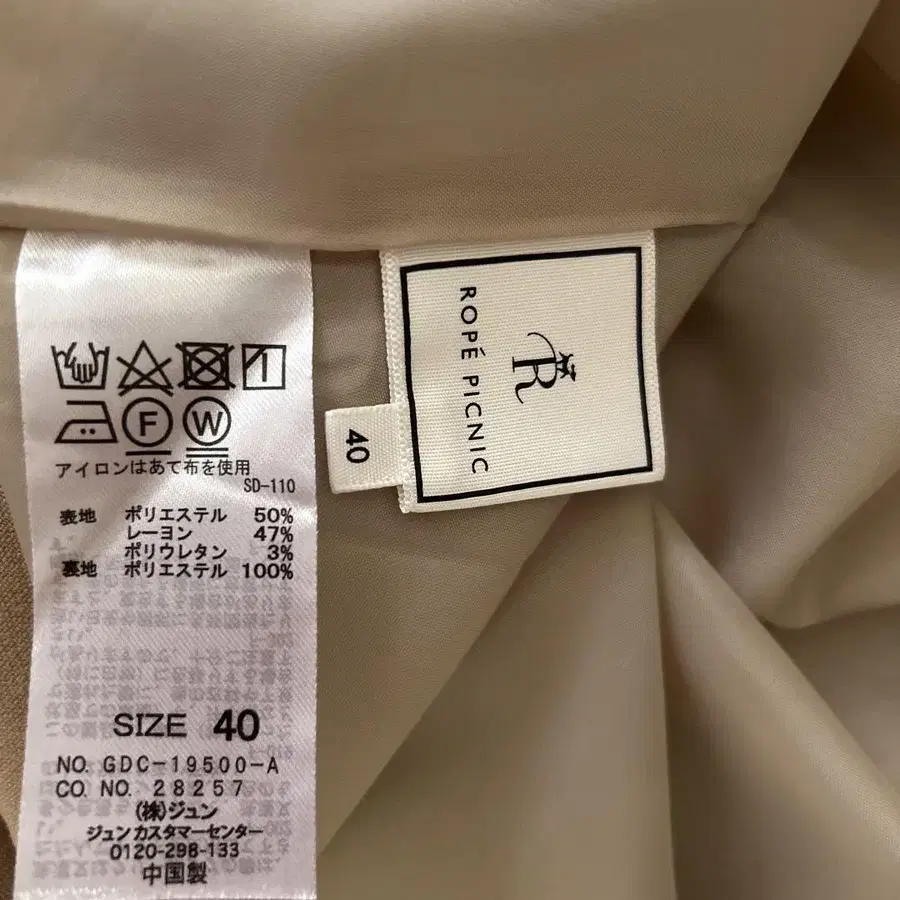 F W
アイロンはあて布を使用
SD-110
表地 ポリエステル 50%
レーヨン 47%
ポリウレタン 3%
裏地 ポリエステル 100%
SIZE 40
NO. GDC-19500-A
CO. NO. 28257
(株)ジュン
ジュンカスタマーセンター
0120-298-133
中国製
R
ROPÉ PICNIC
40